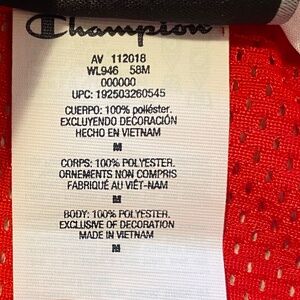 Champion
AV 112018
WL946 58M
000000
UPC: 192503260545
CUERPO: 100% poliéster.
EXCLUYENDO DECORACIÓN
HECHO EN VIETNAM
M
CORPS: 100% POLYESTER.
ORNEMENTS NON COMPRIS
FABRIQUÉ AU VIÊT-NAM
M
BODY: 100% POLYESTER.
EXCLUSIVE OF DECORATION
MADE IN VIETNAM
M